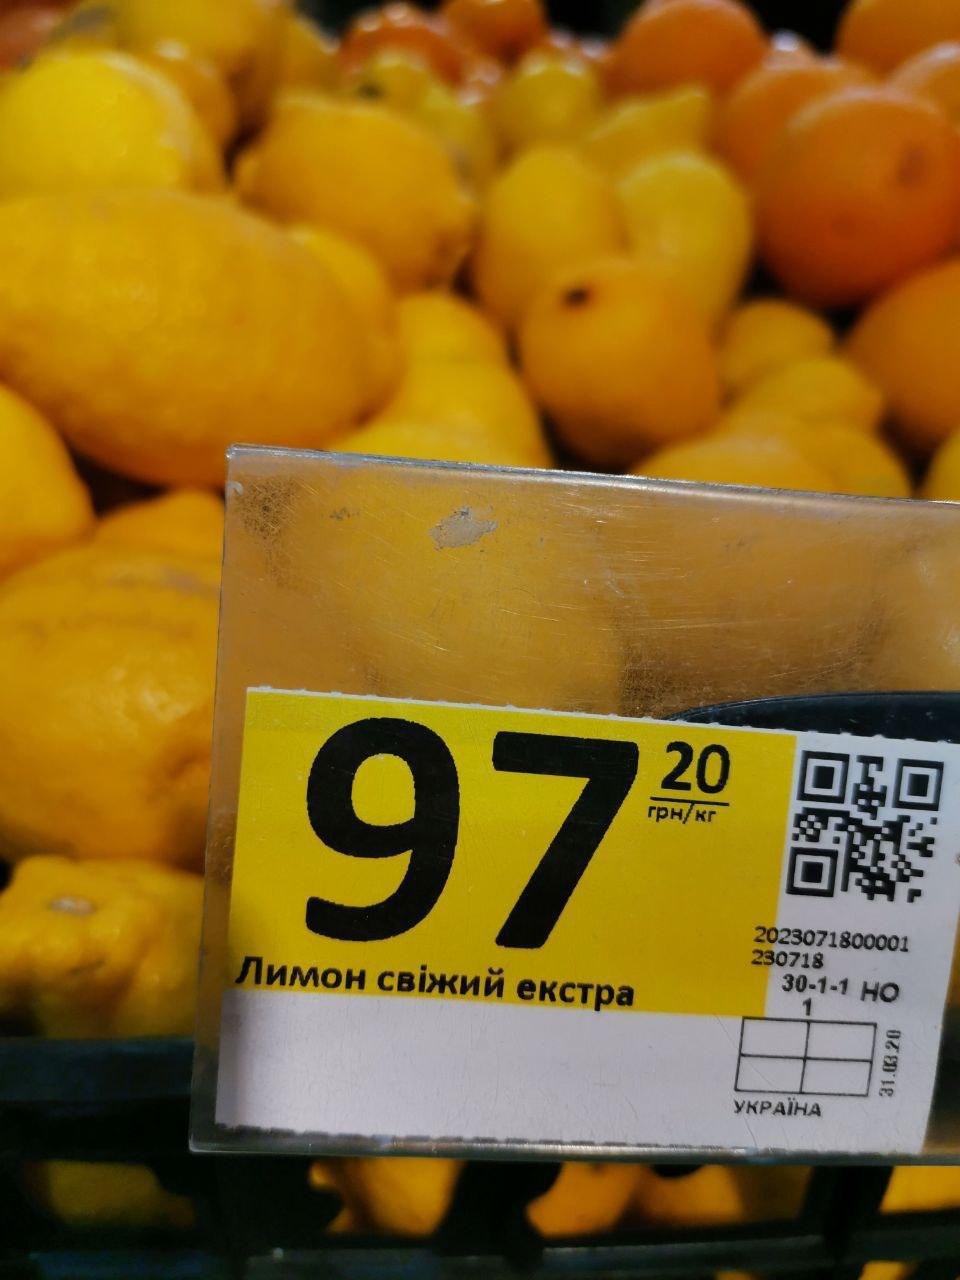 97 20
грн/кг
Лимон свіжий екстра
2023071800001
230718
30-1-1 НО
1
31.03.20
УКРАЇНА